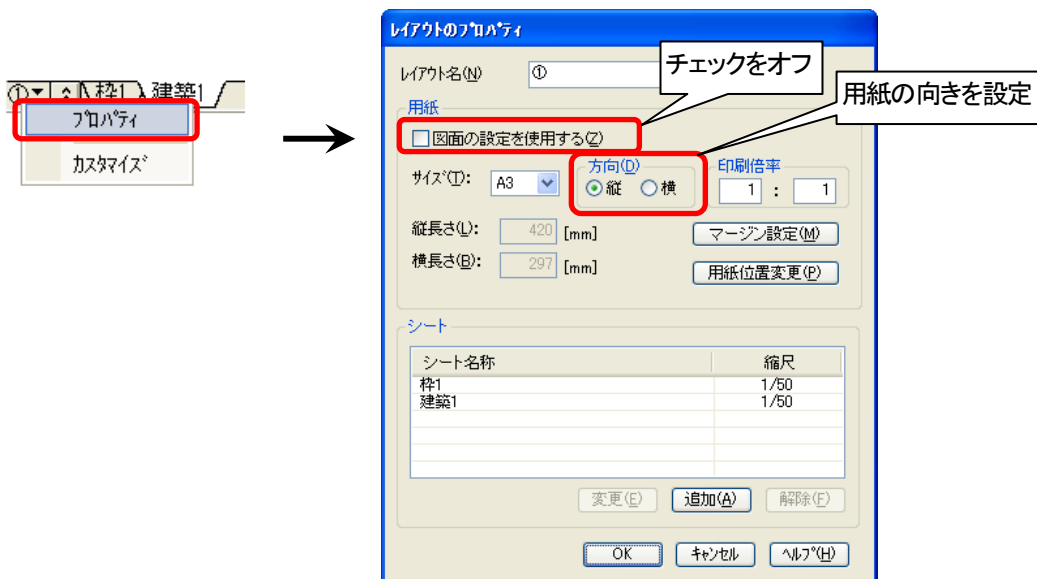 ① 枠1 建築1
ﾌﾟﾛﾊﾟﾃｨ
ｶｽﾀﾏｲｽﾞ
ﾚｲｱｳﾄのﾌﾟﾛﾊﾟﾃｨ
チェックをオフ
用紙の向きを設定
ﾚｲｱｳﾄ名(N) ①
用紙
図面の設定を使用する(Z)
ｻｲｽﾞ(T): A3
方向(D)
縦 横
印刷倍率
1 : 1
縦長さ(L): 420 [mm]
マージン設定(M)
横長さ(B): 297 [mm]
用紙位置変更(P)
シート
シート名称 縮尺
枠1 1/50
建築1 1/50
変更(E) 追加(A) 解除(F)
OK ｷｬﾝｾﾙ ﾍﾙﾌﾟ(H)